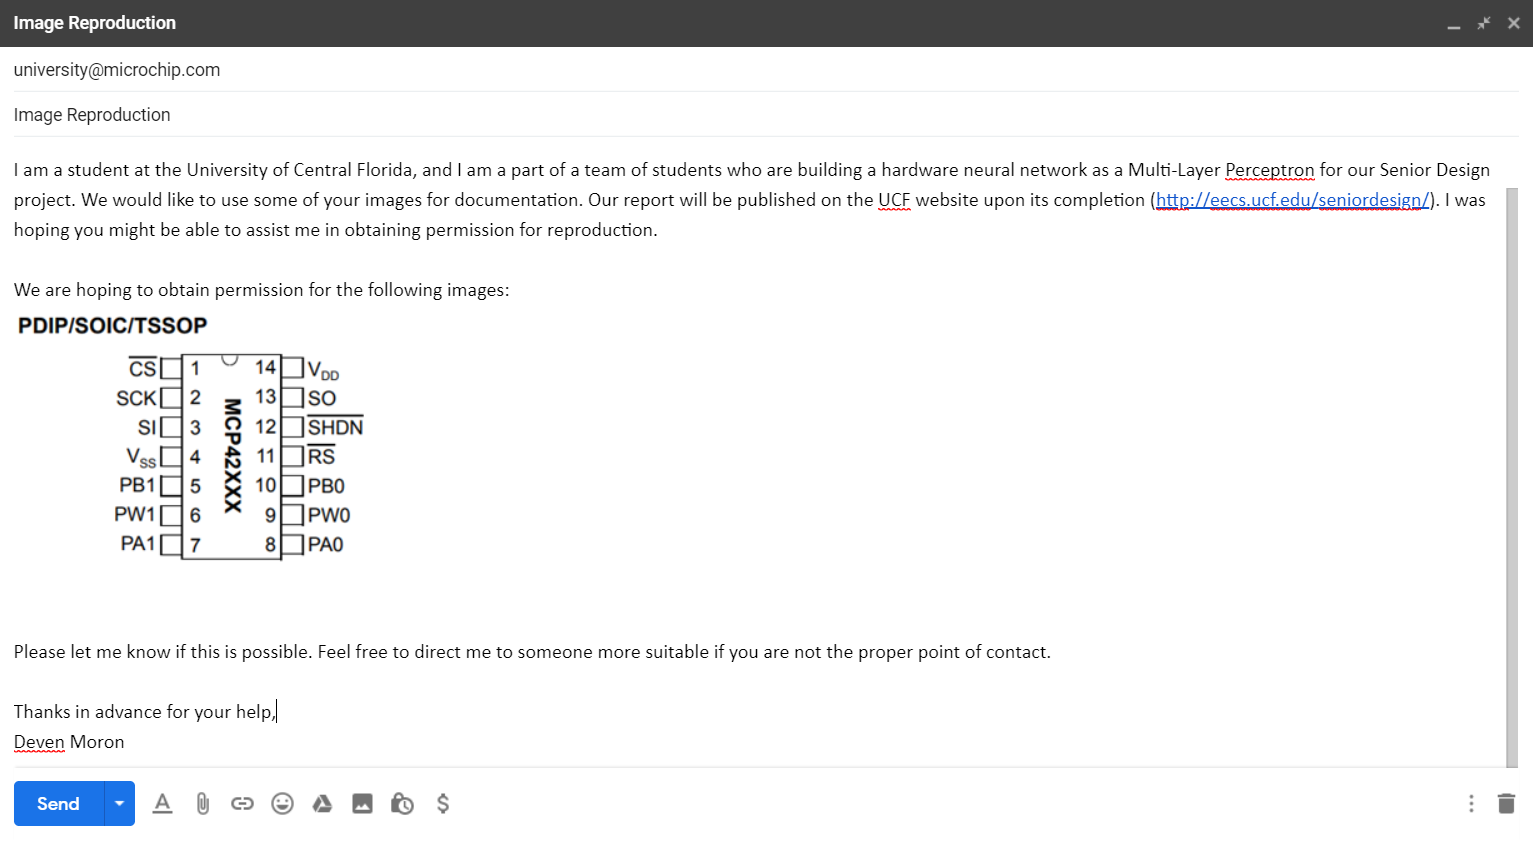 Image Reproduction
university@microchip.com
Image Reproduction
I am a student at the University of Central Florida, and I am a part of a team of students who are building a hardware neural network as a Multi-Layer Perceptron for our Senior Design
project. We would like to use some of your images for documentation. Our report will be published on the UCF website upon its completion (http://eecs.ucf.edu/seniordesign/). I was
hoping you might be able to assist me in obtaining permission for reproduction.
We are hoping to obtain permission for the following images:
PDIP/SOIC/TSSOP
CS 1 14 VDD
SCK 2 13 SO
SI 3 12 SHDN
VSS 4 11 RS
PB1 5 10 PB0
PW1 6 9 PW0
PA1 7 8 PA0
MCP42XXX
Please let me know if this is possible. Feel free to direct me to someone more suitable if you are not the proper point of contact.
Thanks in advance for your help,
Deven Moron
Send